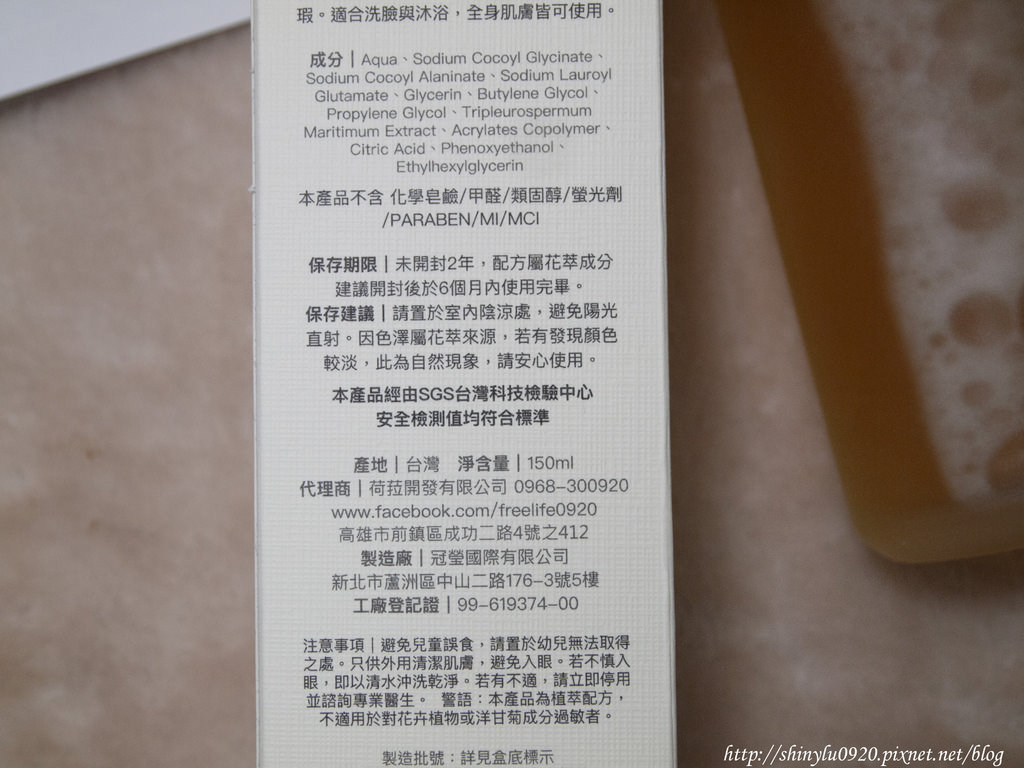 瑕。適合洗臉與沐浴，全身肌膚皆可使用。
成分｜Aqua、Sodium Cocoyl Glycinate、
Sodium Cocoyl Alaninate、Sodium Lauroyl
Glutamate、Glycerin、Butylene Glycol、
Propylene Glycol、Tripleurospermum
Maritimum Extract、Acrylates Copolymer、
Citric Acid、Phenoxyethanol、
Ethylhexylglycerin
本產品不含 化學皂鹼/甲醛/類固醇/螢光劑
/PARABEN/MI/MCI
保存期限｜未開封2年，配方屬花萃成分
建議開封後於6個月內使用完畢。
保存建議｜請置於室內陰涼處，避免陽光
直射。因色澤屬花萃來源，若有發現顏色
較淡，此為自然現象，請安心使用。
本產品經由SGS台灣科技檢驗中心
安全檢測值均符合標準
產地｜台灣 淨含量｜150ml
代理商｜荷菈開發有限公司 0968-300920
www.facebook.com/freelife0920
高雄市前鎮區成功二路4號之412
製造廠｜冠瑩國際有限公司
新北市蘆洲區中山二路176-3號5樓
工廠登記證｜99-619374-00
注意事項｜避免兒童誤食，請置於幼兒無法取得
之處。只供外用清潔肌膚，避免入眼。若不慎入
眼，即以清水沖洗乾淨。若有不適，請立即停用
並諮詢專業醫生。 警語：本產品為植萃配方，
不適用於對花卉植物或洋甘菊成分過敏者。
製造批號：詳見盒底標示
http://shinylu0920.pixnet.net/blog